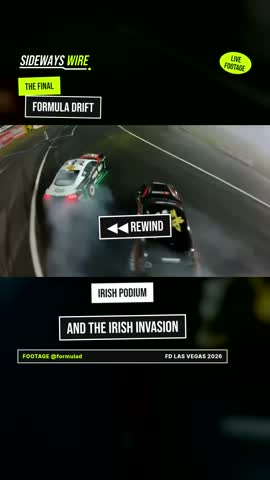 SIDEWAYS WIRE.
LIVE
FOOTAGE
THE FINAL
FORMULA DRIFT
REWIND
IRISH PODIUM
AND THE IRISH INVASION
FOOTAGE @formulad
FD LAS VEGAS 2026